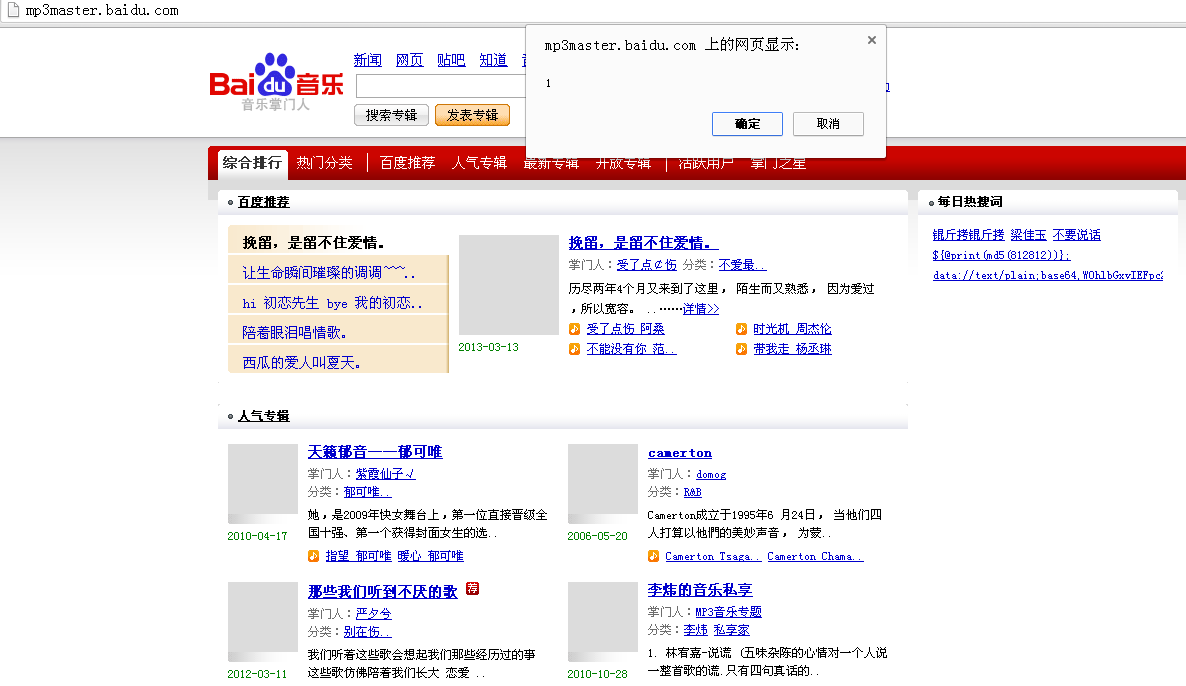 mp3master.baidu.com
mp3master.baidu.com 上的网页显示:
1
确定 取消
Bai du 音乐
音乐掌门人
新闻 网页 贴吧 知道
搜索专辑 发表专辑
综合排行 热门分类 | 百度推荐 人气专辑 最新专辑 开放专辑 | 活跃用户 掌门之星
百度推荐
挽留，是留不住爱情。
让生命瞬间璀璨的调调~~~..
hi 初恋先生 bye 我的初恋..
陪着眼泪唱情歌。
西瓜的爱人叫夏天。
2013-03-13
挽留，是留不住爱情。
掌门人：受了点¢伤 分类：不爱最..
历尽两年4个月又来到了这里， 陌生而又熟悉， 因为爱过
，所以宽容。 ..……详情>>
受了点伤 阿桑 时光机 周杰伦
不能没有你 范.. 带我走 杨丞琳
每日热搜词
锟斤拷锟斤拷 梁佳玉 不要说话
${@print(md5(812812))};
data://text/plain;base64,WOhlbGxvIEFpc
人气专辑
天籁郁音——郁可唯
掌门人：紫霞仙子√
分类：郁可唯..
她，是2009年快女舞台上，第一位直接晋级全
国十强、第一个获得封面女生的选..
2010-04-17
指望 郁可唯 暖心 郁可唯
camerton
掌门人：domog
分类：R&B
Camerton成立于1995年6 月24日， 当他们四
人打算以他們的美妙声音， 为蒙..
2006-05-20
Camerton Tsaga.. Camerton Chama..
那些我们听到不厌的歌 荐
掌门人：严夕兮
分类：别在伤..
我们听着这些歌会想起我们那些经历过的亊
这些歌仿佛陪着我们长大 恋爱 ..
2012-03-11
李炜的音乐私享
掌门人：MP3音乐专题
分类：李炜 私享家
1. 林宥嘉-说谎 (五味杂陈的心情对一个人说
一整首歌的谎.只有四句真话的..
2010-10-28